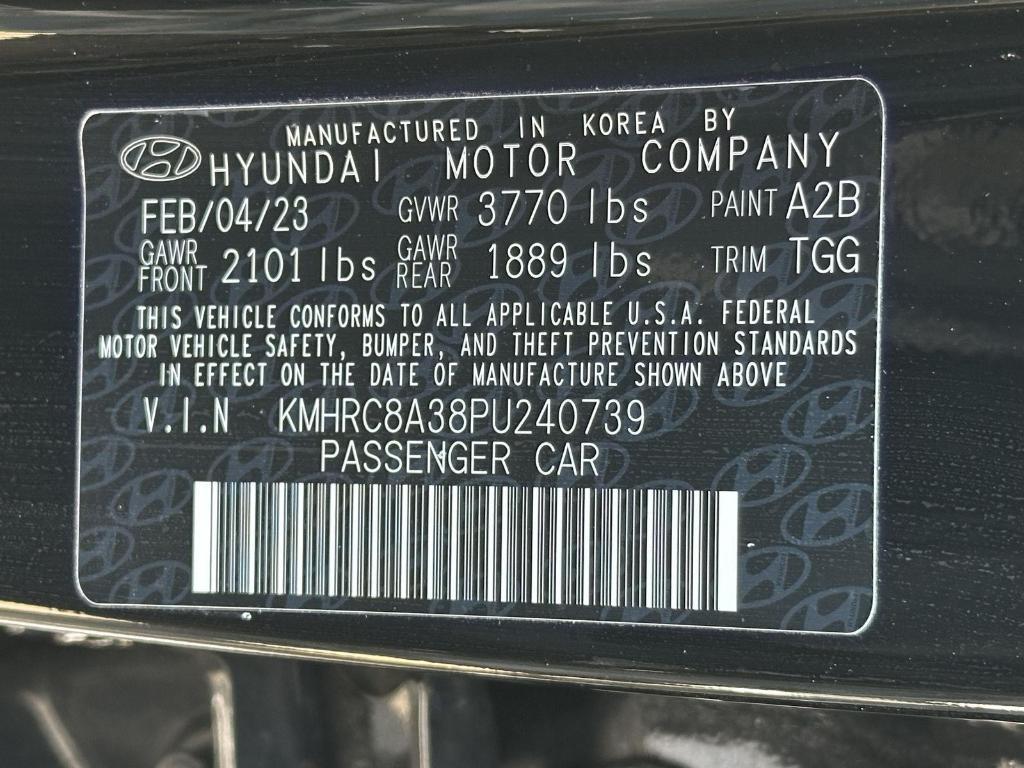 MANUFACTURED IN KOREA BY
HYUNDAI MOTOR COMPANY
FEB/04/23 GVWR 3770 lbs PAINT A2B
GAWR FRONT 2101 lbs GAWR REAR 1889 lbs TRIM TGG
THIS VEHICLE CONFORMS TO ALL APPLICABLE U.S.A. FEDERAL
MOTOR VEHICLE SAFETY, BUMPER, AND THEFT PREVENTION STANDARDS
IN EFFECT ON THE DATE OF MANUFACTURE SHOWN ABOVE
V.I.N KMHRC8A38PU240739
PASSENGER CAR